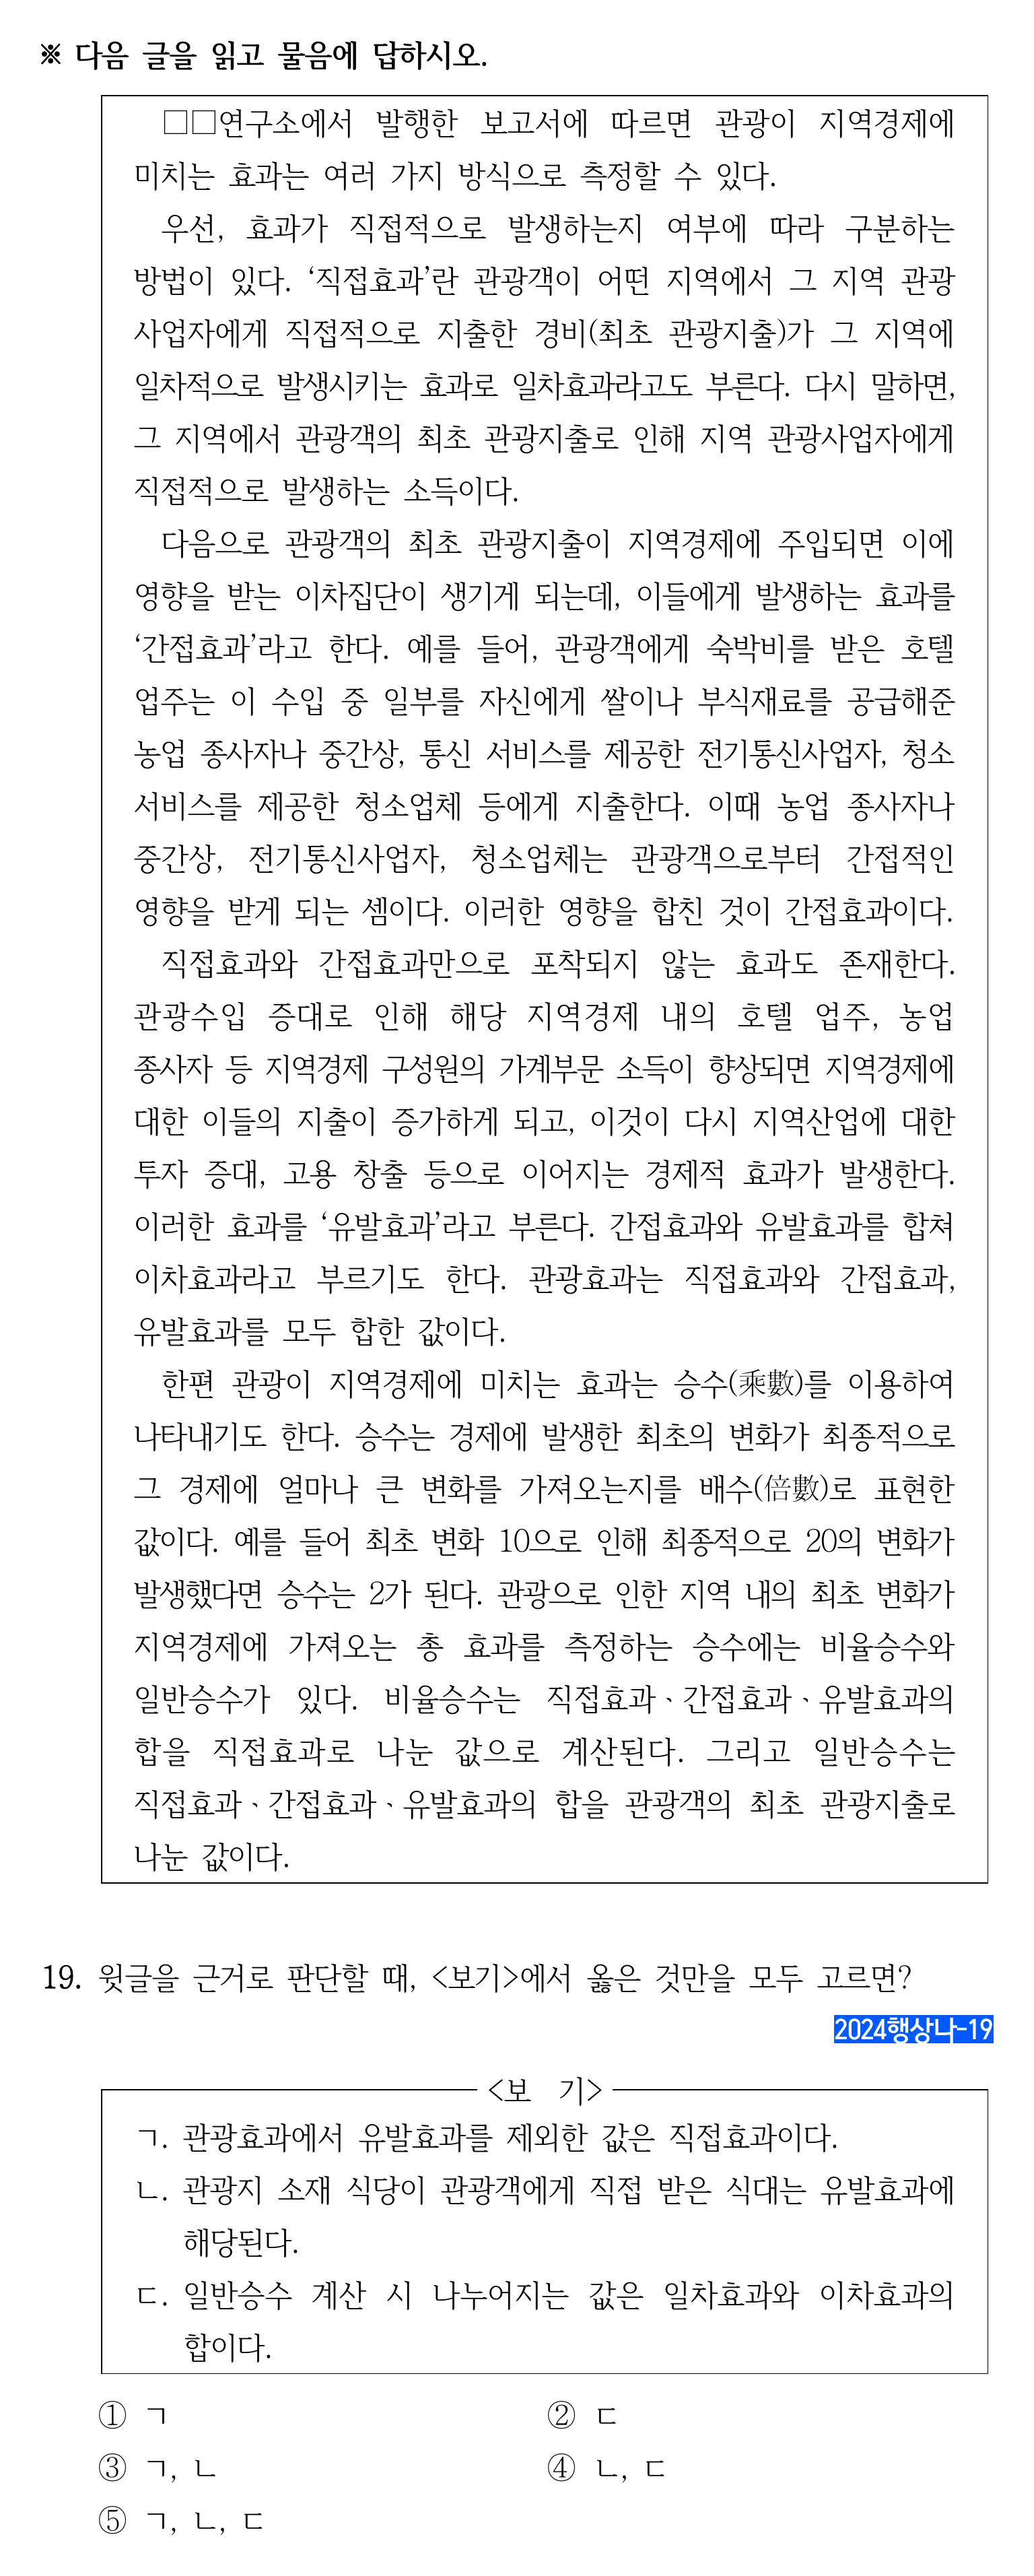 ※ 다음 글을 읽고 물음에 답하시오.
□□연구소에서 발행한 보고서에 따르면 관광이 지역경제에
미치는 효과는 여러 가지 방식으로 측정할 수 있다.
우선, 효과가 직접적으로 발생하는지 여부에 따라 구분하는
방법이 있다. ‘직접효과’란 관광객이 어떤 지역에서 그 지역 관광
사업자에게 직접적으로 지출한 경비(최초 관광지출)가 그 지역에
일차적으로 발생시키는 효과로 일차효과라고도 부른다. 다시 말하면,
그 지역에서 관광객의 최초 관광지출로 인해 지역 관광사업자에게
직접적으로 발생하는 소득이다.
다음으로 관광객의 최초 관광지출이 지역경제에 주입되면 이에
영향을 받는 이차집단이 생기게 되는데, 이들에게 발생하는 효과를
‘간접효과’라고 한다. 예를 들어, 관광객에게 숙박비를 받은 호텔
업주는 이 수입 중 일부를 자신에게 쌀이나 부식재료를 공급해준
농업 종사자나 중간상, 통신 서비스를 제공한 전기통신사업자, 청소
서비스를 제공한 청소업체 등에게 지출한다. 이때 농업 종사자나
중간상, 전기통신사업자, 청소업체는 관광객으로부터 간접적인
영향을 받게 되는 셈이다. 이러한 영향을 합친 것이 간접효과이다.
직접효과와 간접효과만으로 포착되지 않는 효과도 존재한다.
관광수입 증대로 인해 해당 지역경제 내의 호텔 업주, 농업
종사자 등 지역경제 구성원의 가계부문 소득이 향상되면 지역경제에
대한 이들의 지출이 증가하게 되고, 이것이 다시 지역산업에 대한
투자 증대, 고용 창출 등으로 이어지는 경제적 효과가 발생한다.
이러한 효과를 ‘유발효과’라고 부른다. 간접효과와 유발효과를 합쳐
이차효과라고 부르기도 한다. 관광효과는 직접효과와 간접효과,
유발효과를 모두 합한 값이다.
한편 관광이 지역경제에 미치는 효과는 승수(乘數)를 이용하여
나타내기도 한다. 승수는 경제에 발생한 최초의 변화가 최종적으로
그 경제에 얼마나 큰 변화를 가져오는지를 배수(倍數)로 표현한
값이다. 예를 들어 최초 변화 10으로 인해 최종적으로 20의 변화가
발생했다면 승수는 2가 된다. 관광으로 인한 지역 내의 최초 변화가
지역경제에 가져오는 총 효과를 측정하는 승수에는 비율승수와
일반승수가 있다. 비율승수는 직접효과ㆍ간접효과ㆍ유발효과의
합을 직접효과로 나눈 값으로 계산된다. 그리고 일반승수는
직접효과ㆍ간접효과ㆍ유발효과의 합을 관광객의 최초 관광지출로
나눈 값이다.
19. 윗글을 근거로 판단할 때, <보기>에서 옳은 것만을 모두 고르면?
2024행상나-19
<보 기>
ㄱ. 관광효과에서 유발효과를 제외한 값은 직접효과이다.
ㄴ. 관광지 소재 식당이 관광객에게 직접 받은 식대는 유발효과에
해당된다.
ㄷ. 일반승수 계산 시 나누어지는 값은 일차효과와 이차효과의
합이다.
① ㄱ ② ㄷ
③ ㄱ, ㄴ ④ ㄴ, ㄷ
⑤ ㄱ, ㄴ, ㄷ